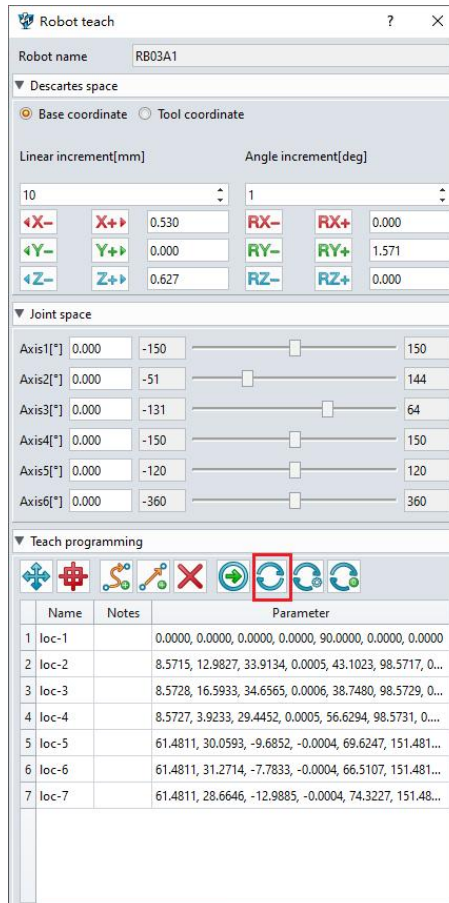 Robot teach ? ×
Robot name RB03A1
Descartes space
Base coordinate Tool coordinate
Linear increment[mm] Angle increment[deg]
10 1
X− X+ 0.530 RX− RX+ 0.000
Y− Y+ 0.000 RY− RY+ 1.571
Z− Z+ 0.627 RZ− RZ+ 0.000
Joint space
Axis1[°] 0.000 -150 150
Axis2[°] 0.000 -51 144
Axis3[°] 0.000 -131 64
Axis4[°] 0.000 -150 150
Axis5[°] 0.000 -120 120
Axis6[°] 0.000 -360 360
Teach programming
Name Notes Parameter
1 loc-1 0.0000, 0.0000, 0.0000, 0.0000, 90.0000, 0.0000, 0.0000
2 loc-2 8.5715, 12.9827, 33.9134, 0.0005, 43.1023, 98.5717, 0...
3 loc-3 8.5728, 16.5933, 34.6565, 0.0006, 38.7480, 98.5729, 0...
4 loc-4 8.5727, 3.9233, 29.4452, 0.0005, 56.6294, 98.5731, 0....
5 loc-5 61.4811, 30.0593, -9.6852, -0.0004, 69.6247, 151.481...
6 loc-6 61.4811, 31.2714, -7.7833, -0.0004, 66.5107, 151.481...
7 loc-7 61.4811, 28.6646, -12.9885, -0.0004, 74.3227, 151.48...